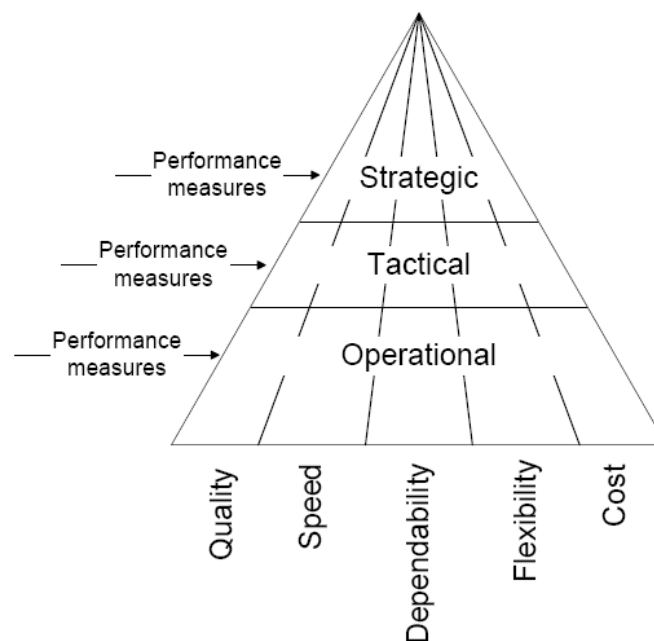 Performance
measures
Strategic
Performance
measures
Tactical
Performance
measures
Operational
Quality
Speed
Dependability
Flexibility
Cost